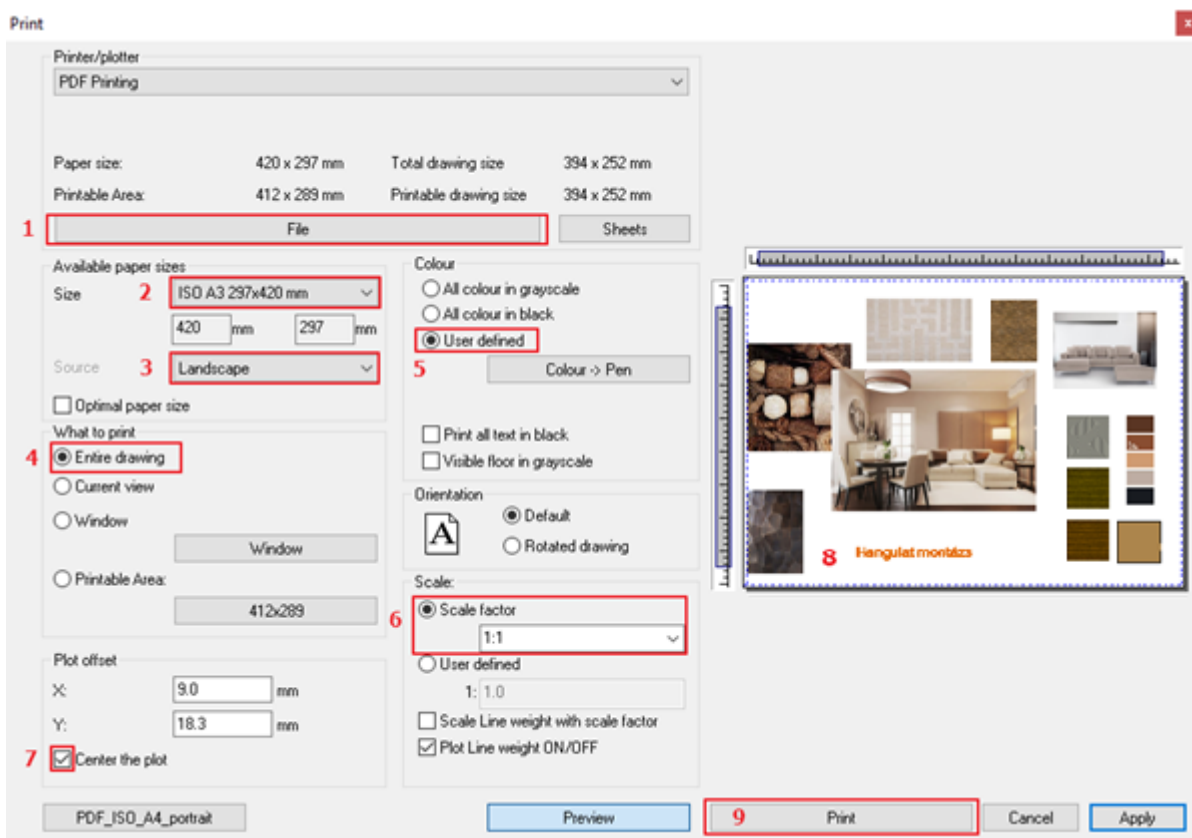 Print
x
Printer/plotter
PDF Printing
Paper size: 420 x 297 mm Total drawing size 394 x 252 mm
Printable Area: 412 x 289 mm Printable drawing size 394 x 252 mm
1 File Sheets
Available paper sizes
Size 2 ISO A3 297x420 mm
420 mm 297 mm
Source 3 Landscape
Optimal paper size
What to print
4 Entire drawing
Current view
Window
Window
Printable Area:
412x289
Plot offset
X: 9.0 mm
Y: 18.3 mm
7 Center the plot
Colour
All colour in grayscale
All colour in black
User defined
5 Colour -> Pen
Print all text in black
Visible floor in grayscale
Orientation
A
Default
Rotated drawing
Scale:
6 Scale factor
1:1
User defined
1: 1.0
Scale Line weight with scale factor
Plot Line weight ON/OFF
8 Hangulat montázs
PDF_ISO_A4_portrait Preview 9 Print Cancel Apply